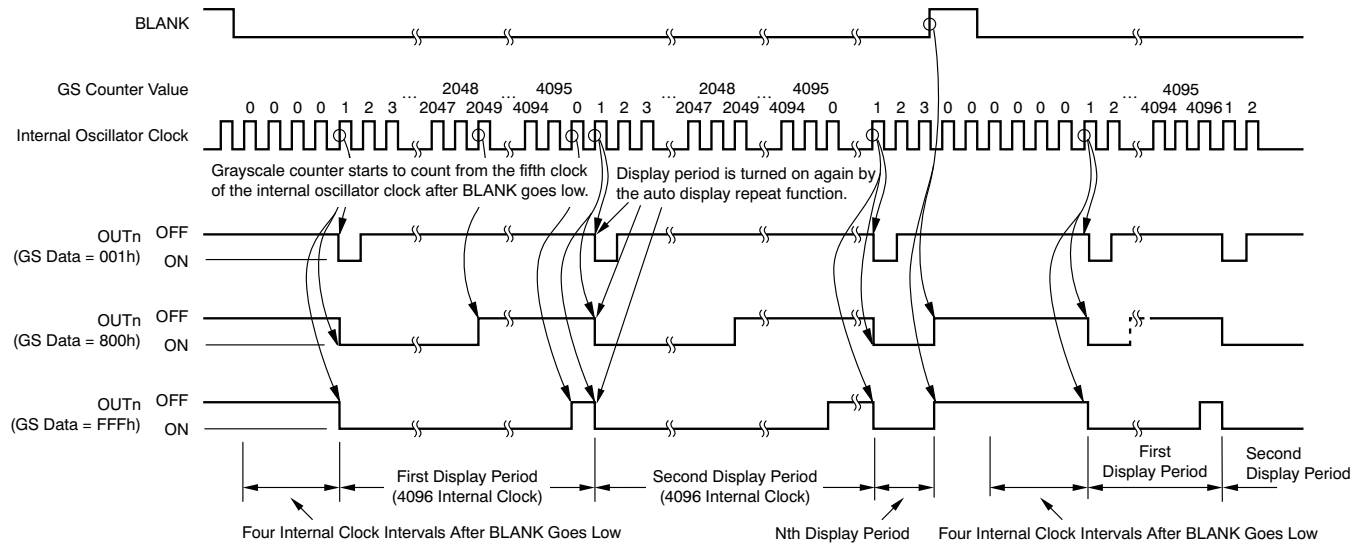 BLANK
GS Counter Value
... 2048 ... 4095 ... 2048 ... 4095 ... 4095
0 0 0 0 1 2 3 2047 2049 4094 0 1 2 3 2047 2049 4094 0 1 2 3 0 0 0 0 0 0 1 2 4094 4096 1 2
Internal Oscillator Clock
Grayscale counter starts to count from the fifth clock
of the internal oscillator clock after BLANK goes low.
Display period is turned on again by
the auto display repeat function.
OUTn
(GS Data = 001h)
OFF
ON
OUTn
(GS Data = 800h)
OFF
ON
OUTn
(GS Data = FFFh)
OFF
ON
First Display Period
(4096 Internal Clock)
Second Display Period
(4096 Internal Clock)
First
Display Period
Second
Display Period
Four Internal Clock Intervals After BLANK Goes Low
Nth Display Period
Four Internal Clock Intervals After BLANK Goes Low